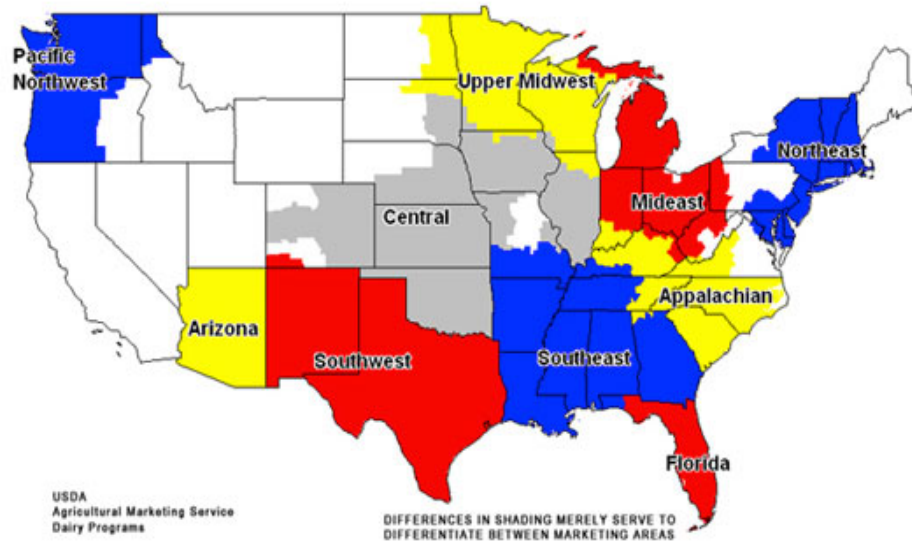 Pacific
Northwest
Upper Midwest
Northeast
Mideast
Central
Appalachian
Arizona
Southwest
Southeast
Florida
USDA
Agricultural Marketing Service
Dairy Programs
DIFFERENCES IN SHADING MERELY SERVE TO
DIFFERENTIATE BETWEEN MARKETING AREAS